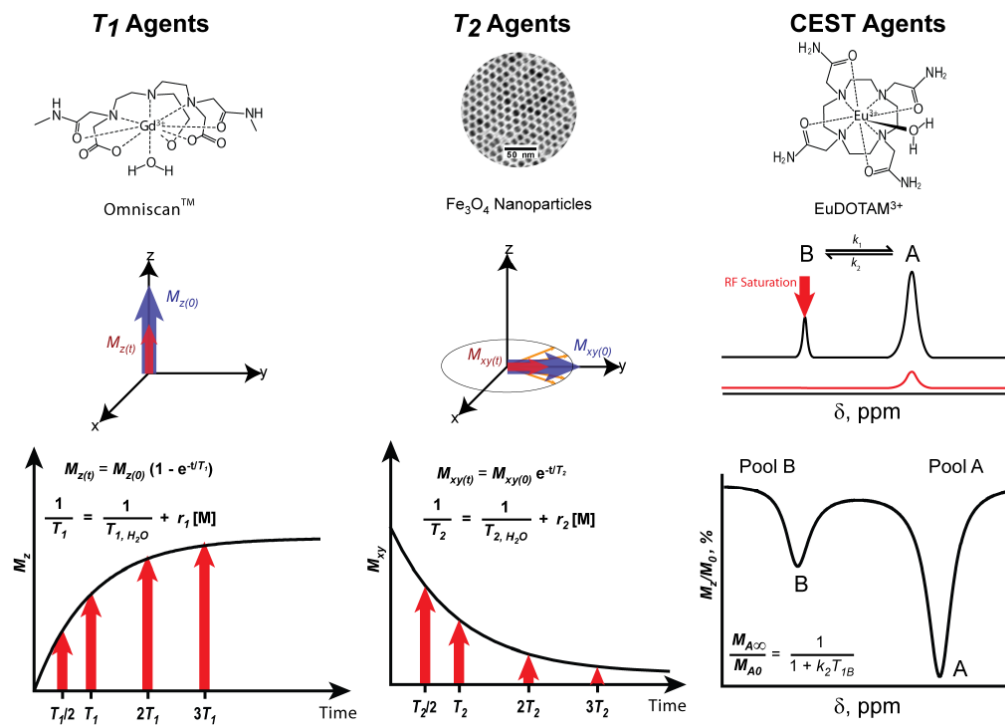 T1 Agents
H
N
O
N
N
N
Gd3+
O
N
H
O
O
O
O
O
H
H
Omniscan™
z
Mz(0)
Mz(t)
y
x
Mz(t) = Mz(0) (1 - e-t/T1)
1/T1 = 1/T1, H2O + r1 [M]
Mz
T1/2 T1 2T1 3T1 Time
T2 Agents
50 nm
Fe3O4 Nanoparticles
z
Mxy(t)
Mxy(0)
y
x
Mxy(t) = Mxy(0) e-t/T2
1/T2 = 1/T2, H2O + r2 [M]
Mxy
T2/2 T2 2T2 3T2 Time
CEST Agents
H2N
O
NH2
N
N
Eu3+
O
O
H
H
O
N
N
H2N
O
NH2
EuDOTAM3+
B k1 A
k2
RF Saturation
δ, ppm
Pool B Pool A
Mz/M0, %
B
A
MA∞/MA0 = 1/1 + k2T1B
δ, ppm